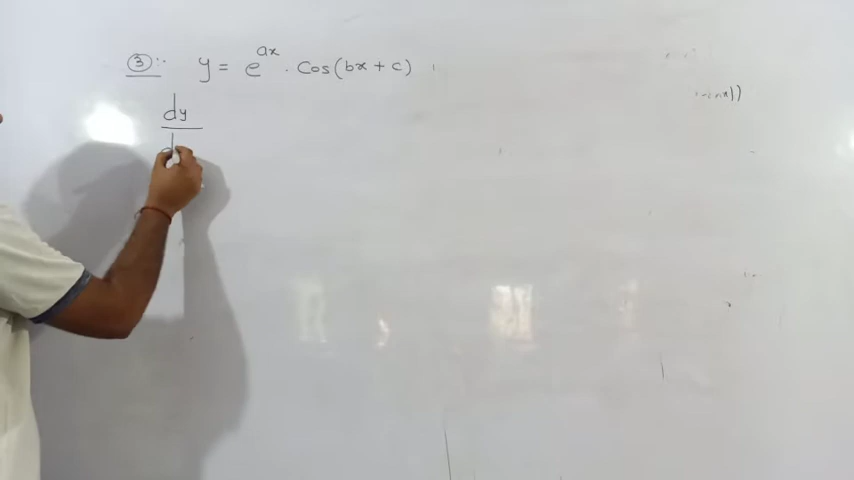 ③:- y = e^ax . Cos(bx + c)
dy
d